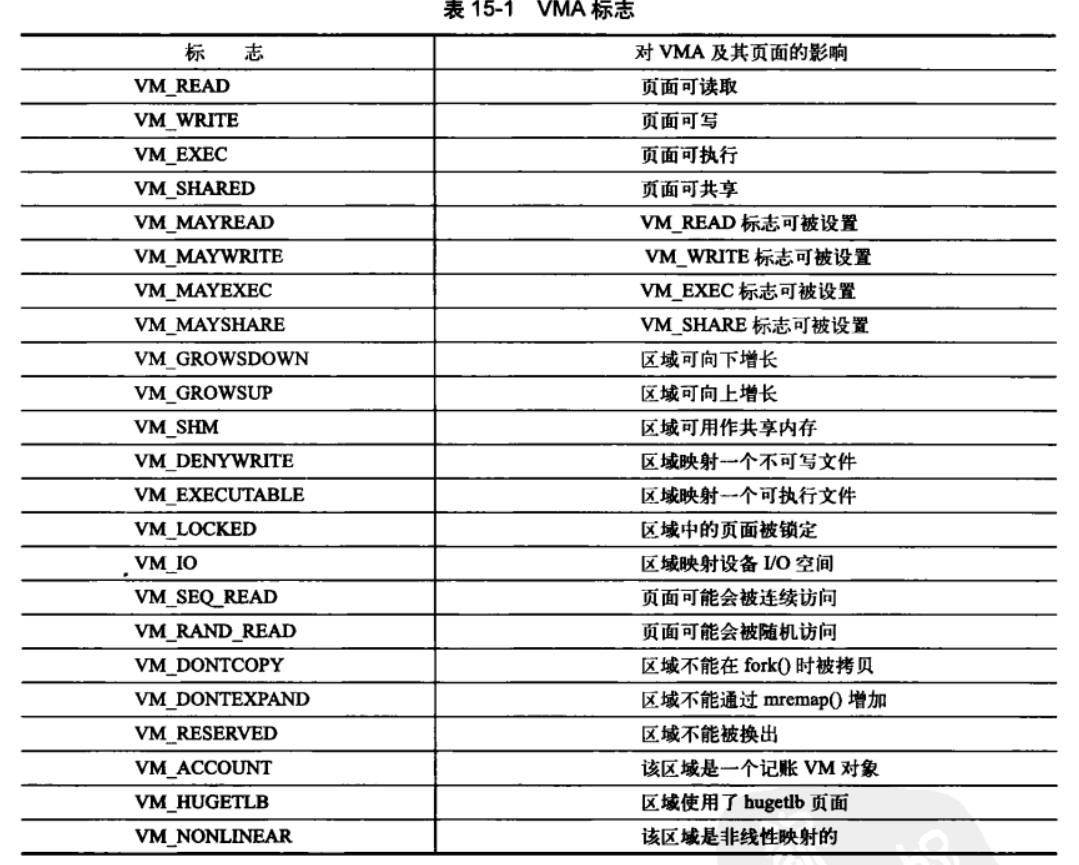 表 15-1 VMA 标志
标 志 对 VMA 及其页面的影响
VM_READ 页面可读取
VM_WRITE 页面可写
VM_EXEC 页面可执行
VM_SHARED 页面可共享
VM_MAYREAD VM_READ 标志可被设置
VM_MAYWRITE VM_WRITE 标志可被设置
VM_MAYEXEC VM_EXEC 标志可被设置
VM_MAYSHARE VM_SHARE 标志可被设置
VM_GROWSDOWN 区域可向下增长
VM_GROWSUP 区域可向上增长
VM_SHM 区域可用作共享内存
VM_DENYWRITE 区域映射一个不可写文件
VM_EXECUTABLE 区域映射一个可执行文件
VM_LOCKED 区域中的页面被锁定
VM_IO 区域映射设备 I/O 空间
VM_SEQ_READ 页面可能会被连续访问
VM_RAND_READ 页面可能会被随机访问
VM_DONTCOPY 区域不能在 fork() 时被拷贝
VM_DONTEXPAND 区域不能通过 mremap() 增加
VM_RESERVED 区域不能被换出
VM_ACCOUNT 该区域是一个记账 VM 对象
VM_HUGETLB 区域使用了 hugetlb 页面
VM_NONLINEAR 该区域是非线性映射的